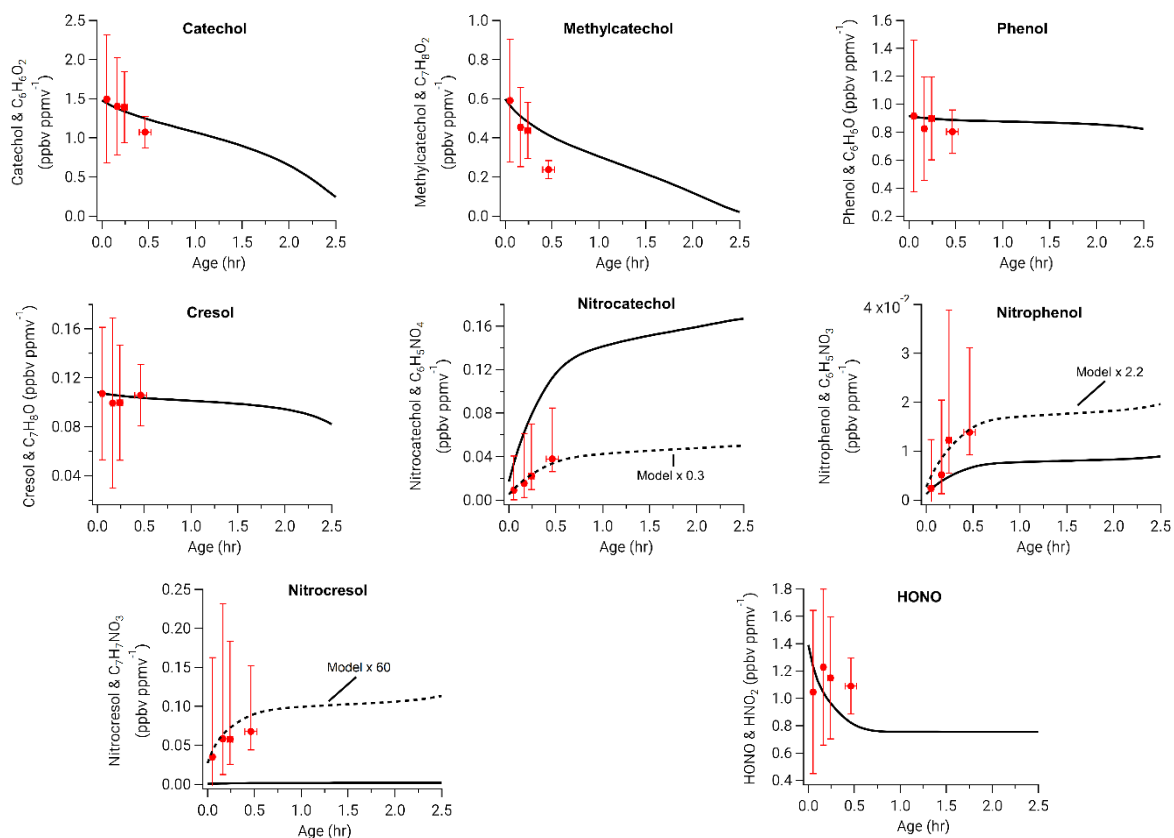 Catechol
Catechol & C6H6O2
(ppbv ppmv-1)
2.5
2.0
1.5
1.0
0.5
0.0
0.0 0.5 1.0 1.5 2.0 2.5
Age (hr)
Methylcatechol
Methylcatechol & C7H8O2
(ppbv ppmv-1)
1.0
0.8
0.6
0.4
0.2
0.0
0.0 0.5 1.0 1.5 2.0 2.5
Age (hr)
Phenol
Phenol & C6H6O (ppbv ppmv-1)
1.6
1.4
1.2
1.0
0.8
0.6
0.4
0.2
0.0 0.5 1.0 1.5 2.0 2.5
Age (hr)
Cresol
Cresol & C7H8O (ppbv ppmv-1)
0.16
0.12
0.08
0.04
0.0 0.5 1.0 1.5 2.0 2.5
Age (hr)
Nitrocatechol
Nitrocatechol & C6H5NO4
(ppbv ppmv-1)
0.16
0.12
0.08
0.04
0.00
Model x 0.3
0.0 0.5 1.0 1.5 2.0 2.5
Age (hr)
Nitrophenol
Nitrophenol & C6H5NO3
(ppbv ppmv-1)
4 x10-2
3
2
1
0
Model x 2.2
0.0 0.5 1.0 1.5 2.0 2.5
Age (hr)
Nitrocresol
Nitrocresol & C7H7NO3
(ppbv ppmv-1)
0.25
0.20
0.15
0.10
0.05
0.00
Model x 60
0.0 0.5 1.0 1.5 2.0 2.5
Age (hr)
HONO
HONO & HNO2 (ppbv ppmv-1)
1.8
1.6
1.4
1.2
1.0
0.8
0.6
0.4
0.0 0.5 1.0 1.5 2.0 2.5
Age (hr)